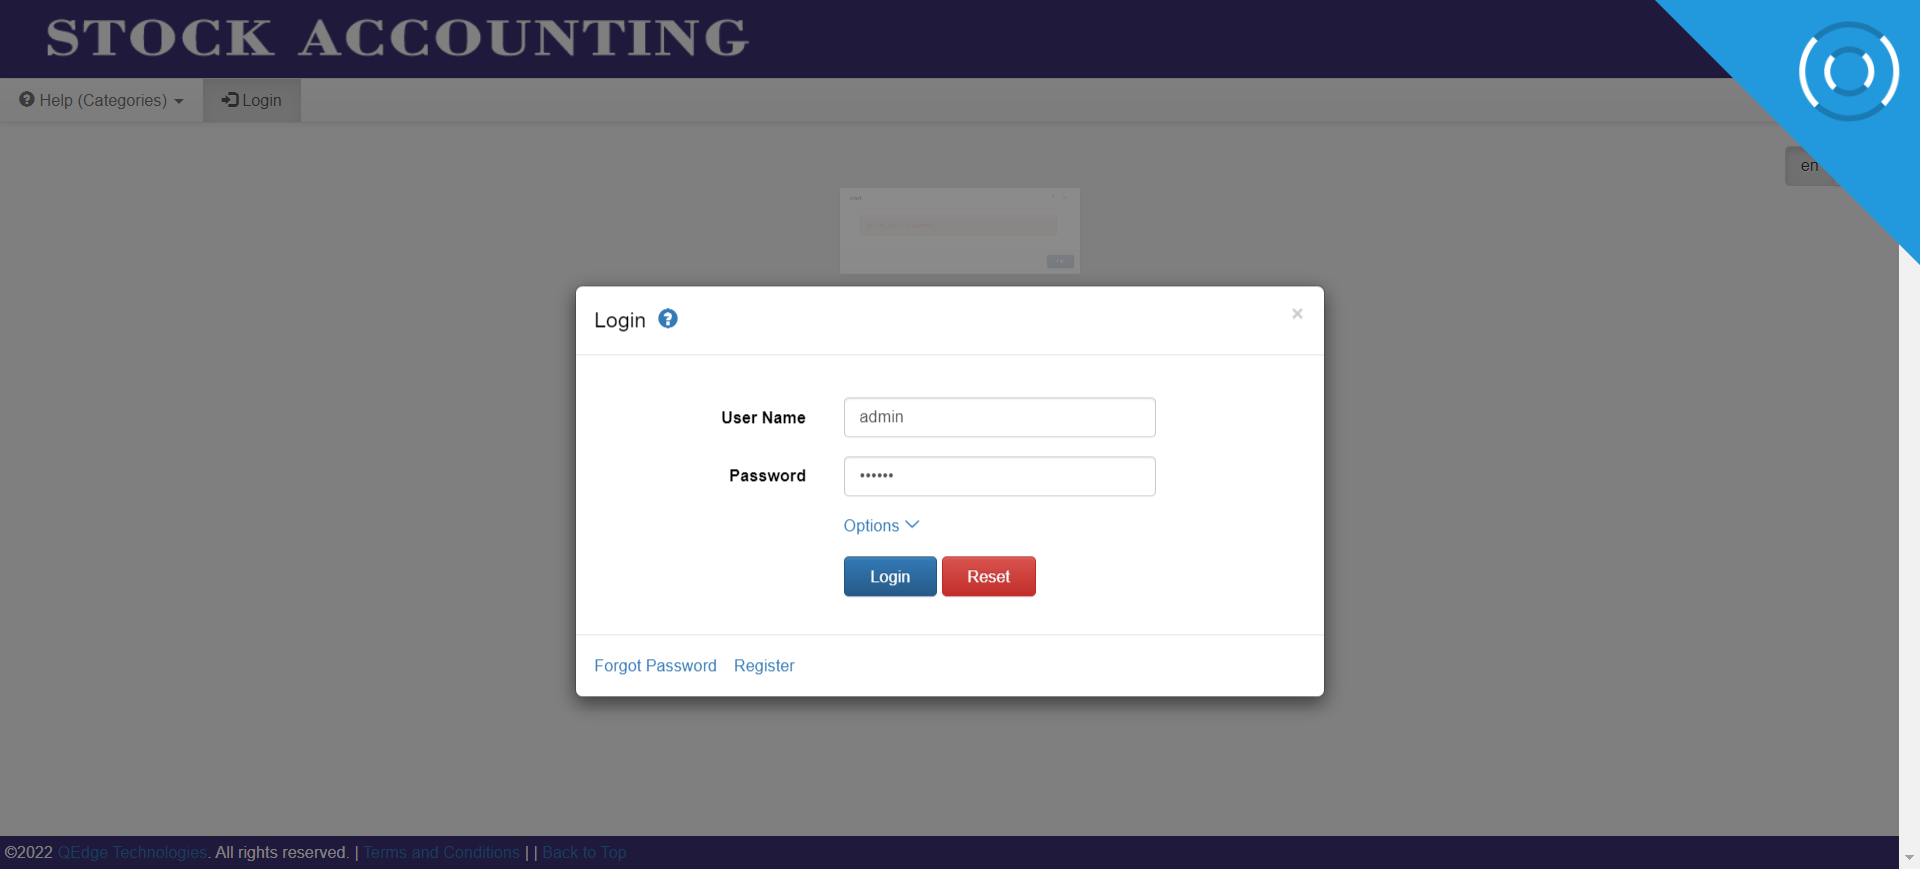 STOCK ACCOUNTING
Help (Categories) Login
en
Login
×
User Name admin
Password ••••••
Options
Login Reset
Forgot Password Register
©2022 QEdge Technologies. All rights reserved. | Terms and Conditions | | Back to Top